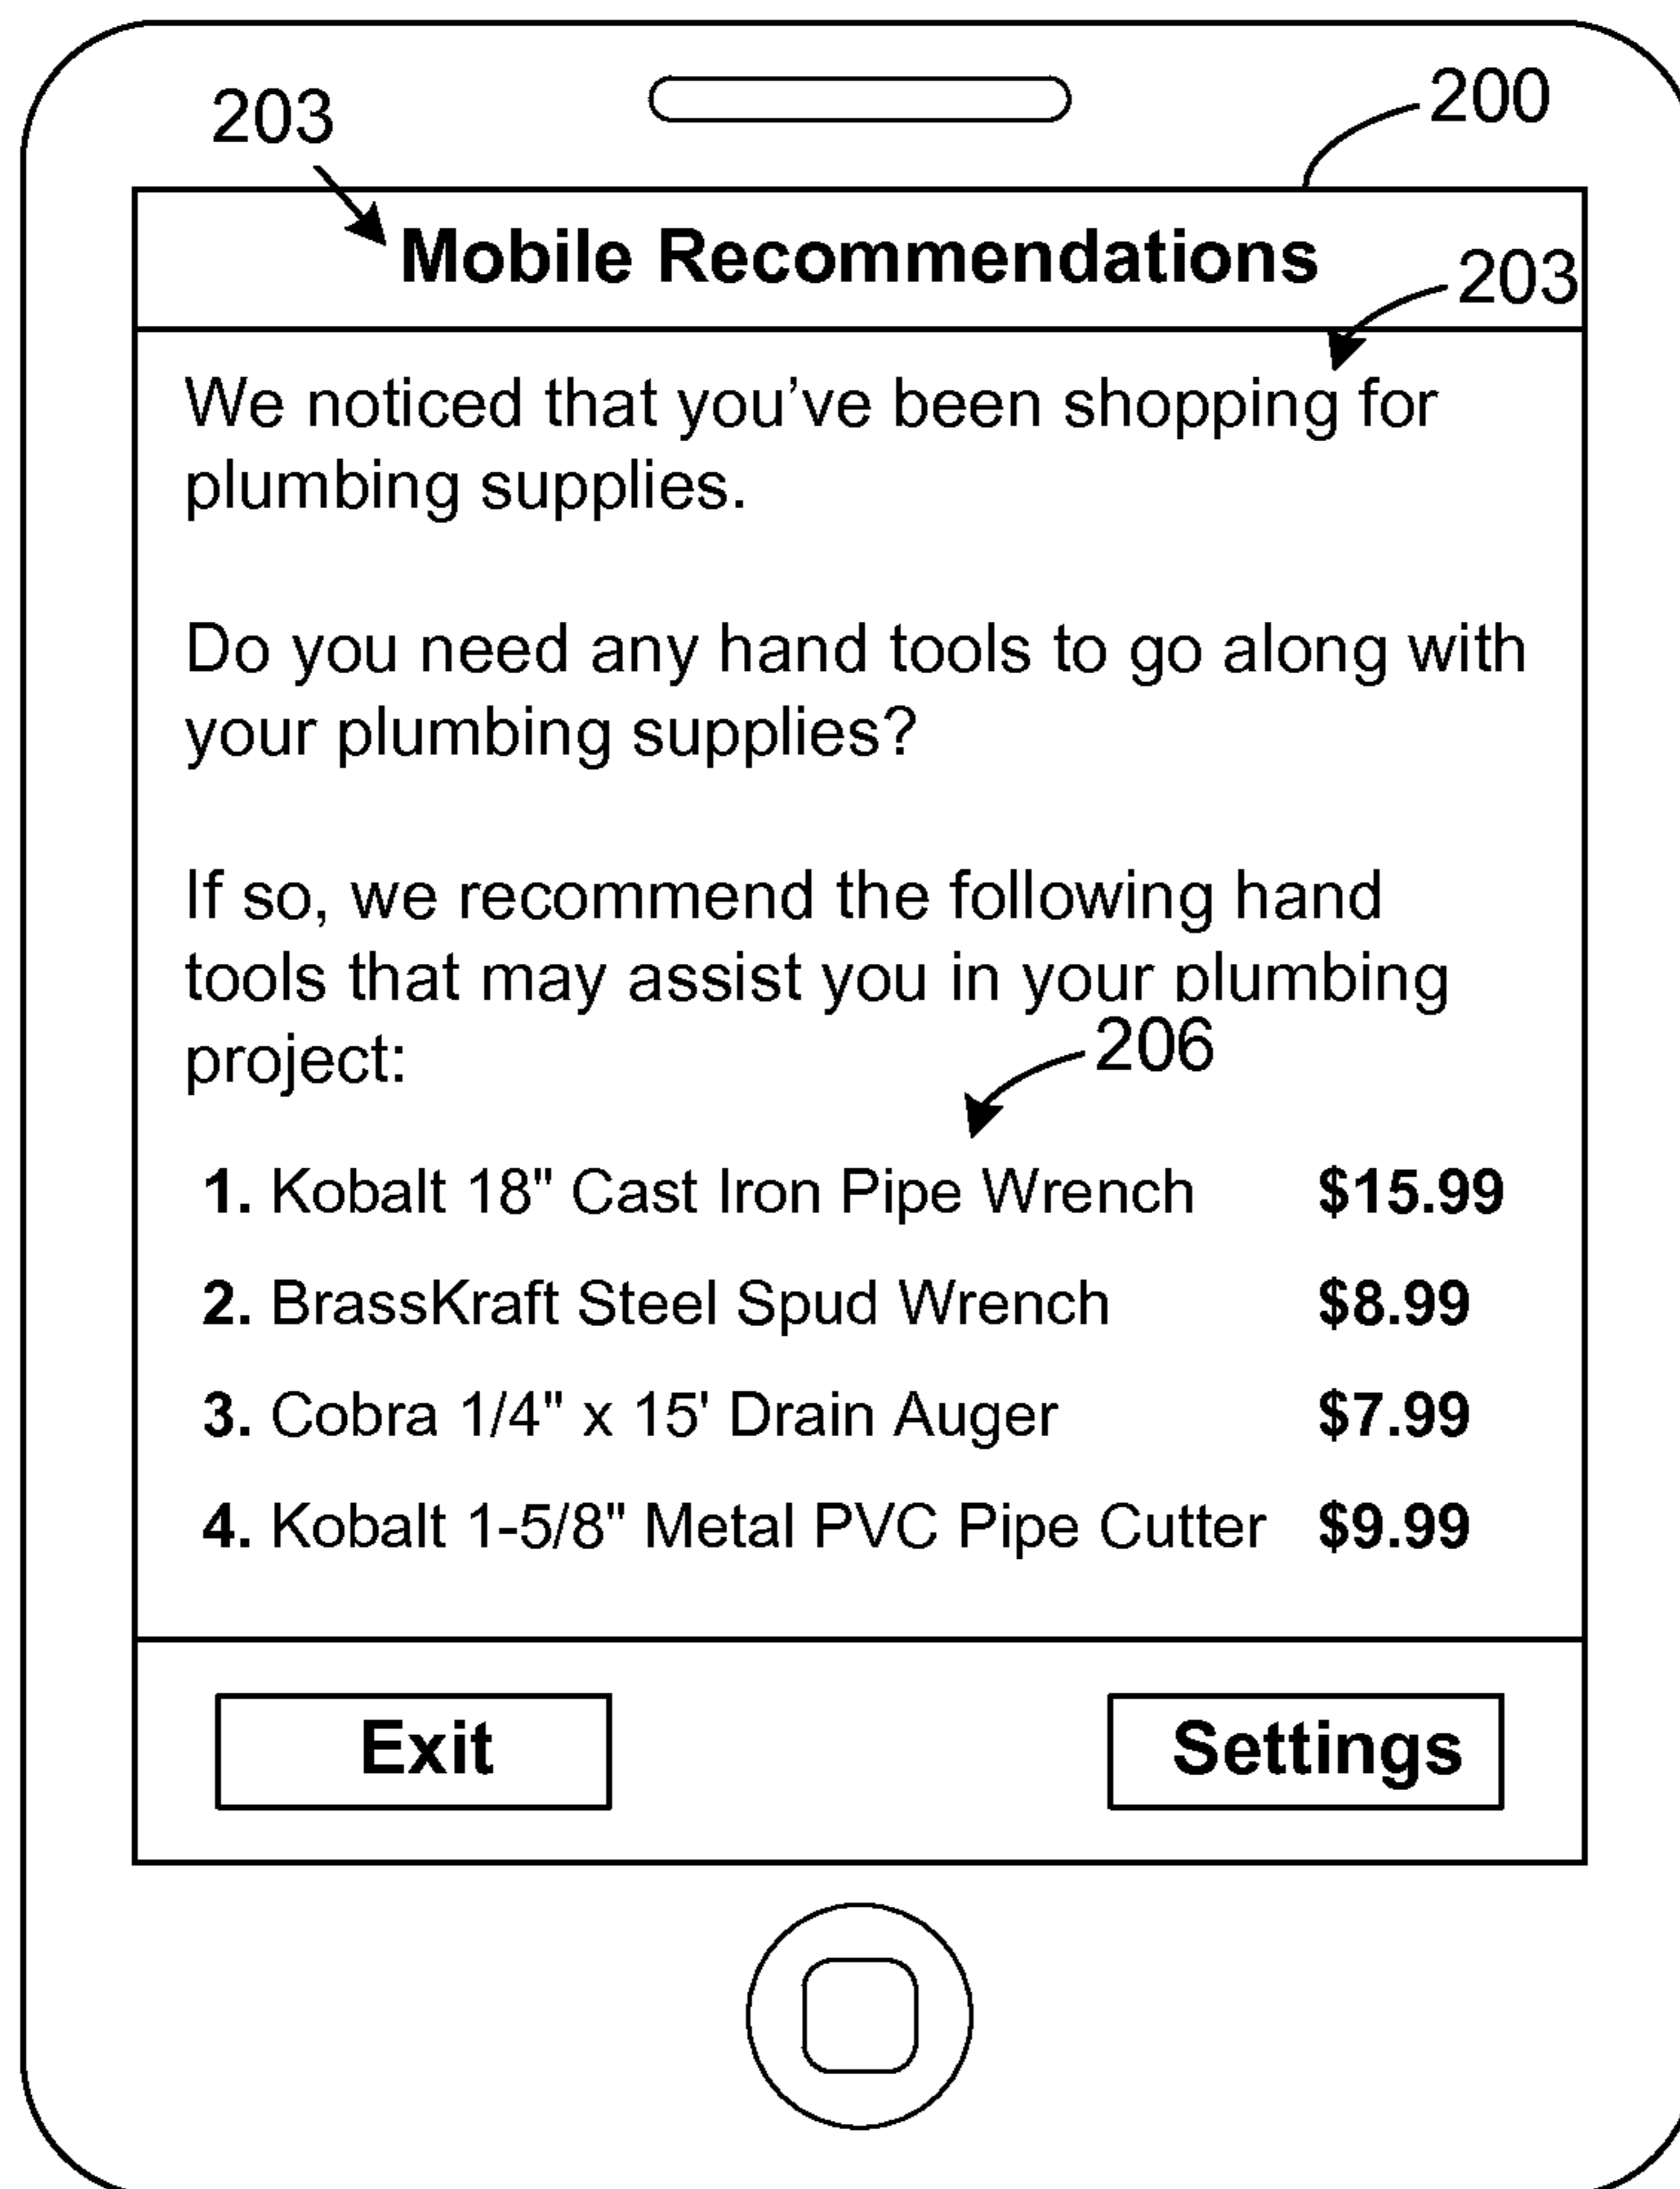 203
200
Mobile Recommendations
203
We noticed that you've been shopping for
plumbing supplies.
Do you need any hand tools to go along with
your plumbing supplies?
If so, we recommend the following hand
tools that may assist you in your plumbing
project:
206
1. Kobalt 18" Cast Iron Pipe Wrench $15.99
2. BrassKraft Steel Spud Wrench $8.99
3. Cobra 1/4" x 15' Drain Auger $7.99
4. Kobalt 1-5/8" Metal PVC Pipe Cutter $9.99
Exit Settings